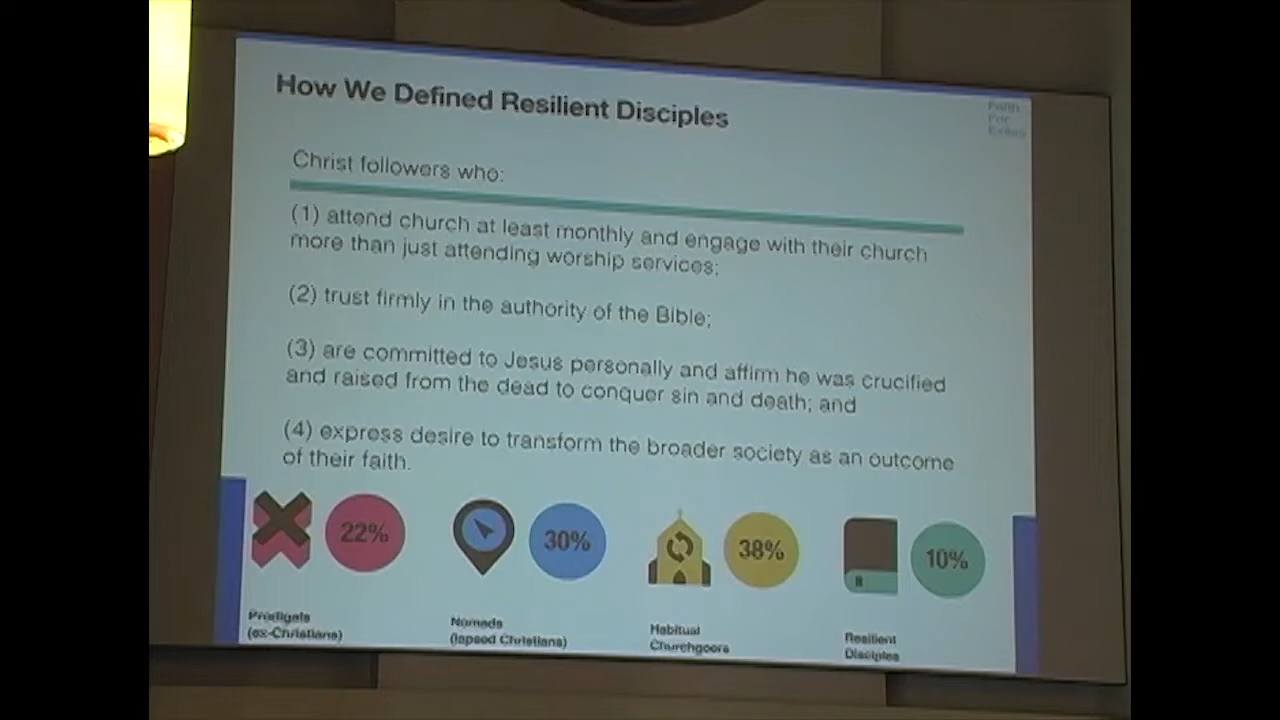 How We Defined Resilient Disciples
Faith
For
Exiles
Christ followers who:
(1) attend church at least monthly and engage with their church
more than just attending worship services;
(2) trust firmly in the authority of the Bible;
(3) are committed to Jesus personally and affirm he was crucified
and raised from the dead to conquer sin and death; and
(4) express desire to transform the broader society as an outcome
of their faith.
22%
30%
38%
10%
Prodigals
(ex-Christians)
Nomads
(lapsed Christians)
Habitual
Churchgoers
Resilient
Disciples